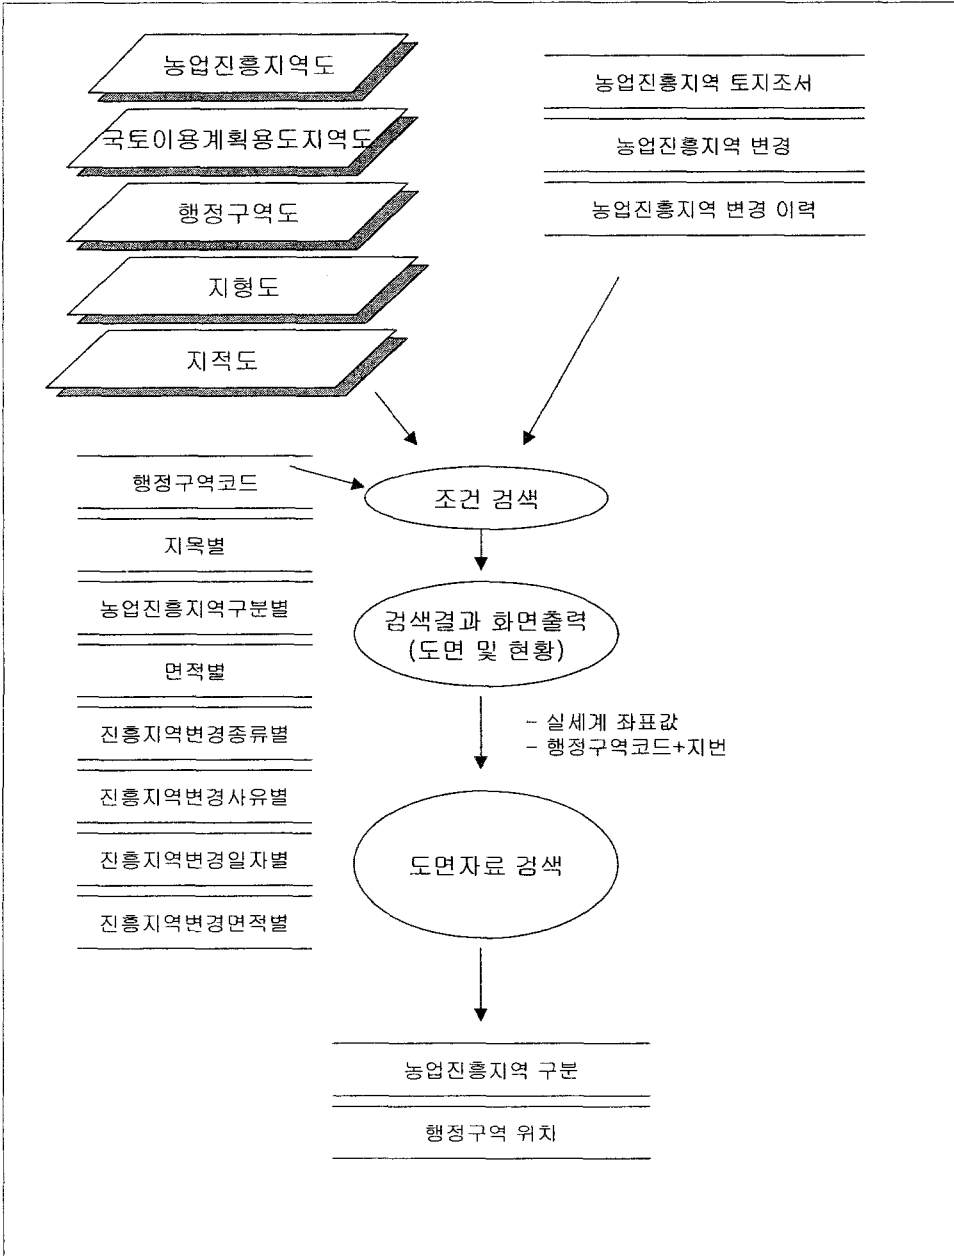 농업진흥지역도
국토이용계획용도지역도
행정구역도
지형도
지적도
농업진흥지역 토지조서
농업진흥지역 변경
농업진흥지역 변경 이력
행정구역코드
지목별
농업진흥지역구분별
면적별
진흥지역변경종류별
진흥지역변경사유별
진흥지역변경일자별
진흥지역변경면적별
조건 검색
검색결과 화면출력
(도면 및 현황)
- 실세계 좌표값
- 행정구역코드+지번
도면자료 검색
농업진흥지역 구분
행정구역 위치